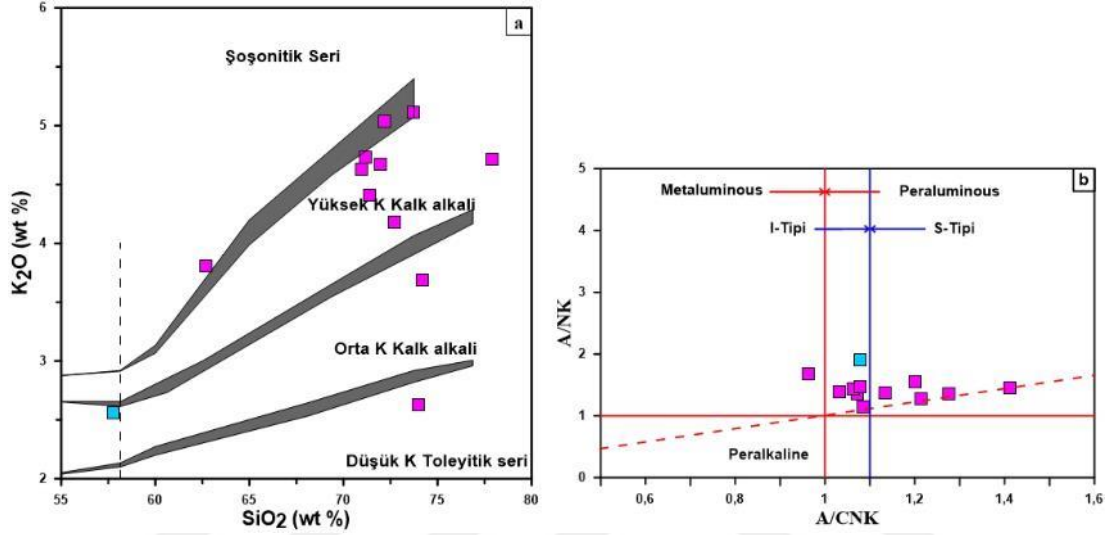 a
Şoşonitik Seri
Yüksek K Kalk alkali
Orta K Kalk alkali
Düşük K Toleyitik seri
K2O (wt %)
6
5
4
3
2
55
60
65
70
75
80
SiO2 (wt %)
b
Metaluminous
Peraluminous
I-Tipi
S-Tipi
Peralkaline
A/NK
5
4
3
2
1
0
0,6
0,8
1
1,2
1,4
1,6
A/CNK